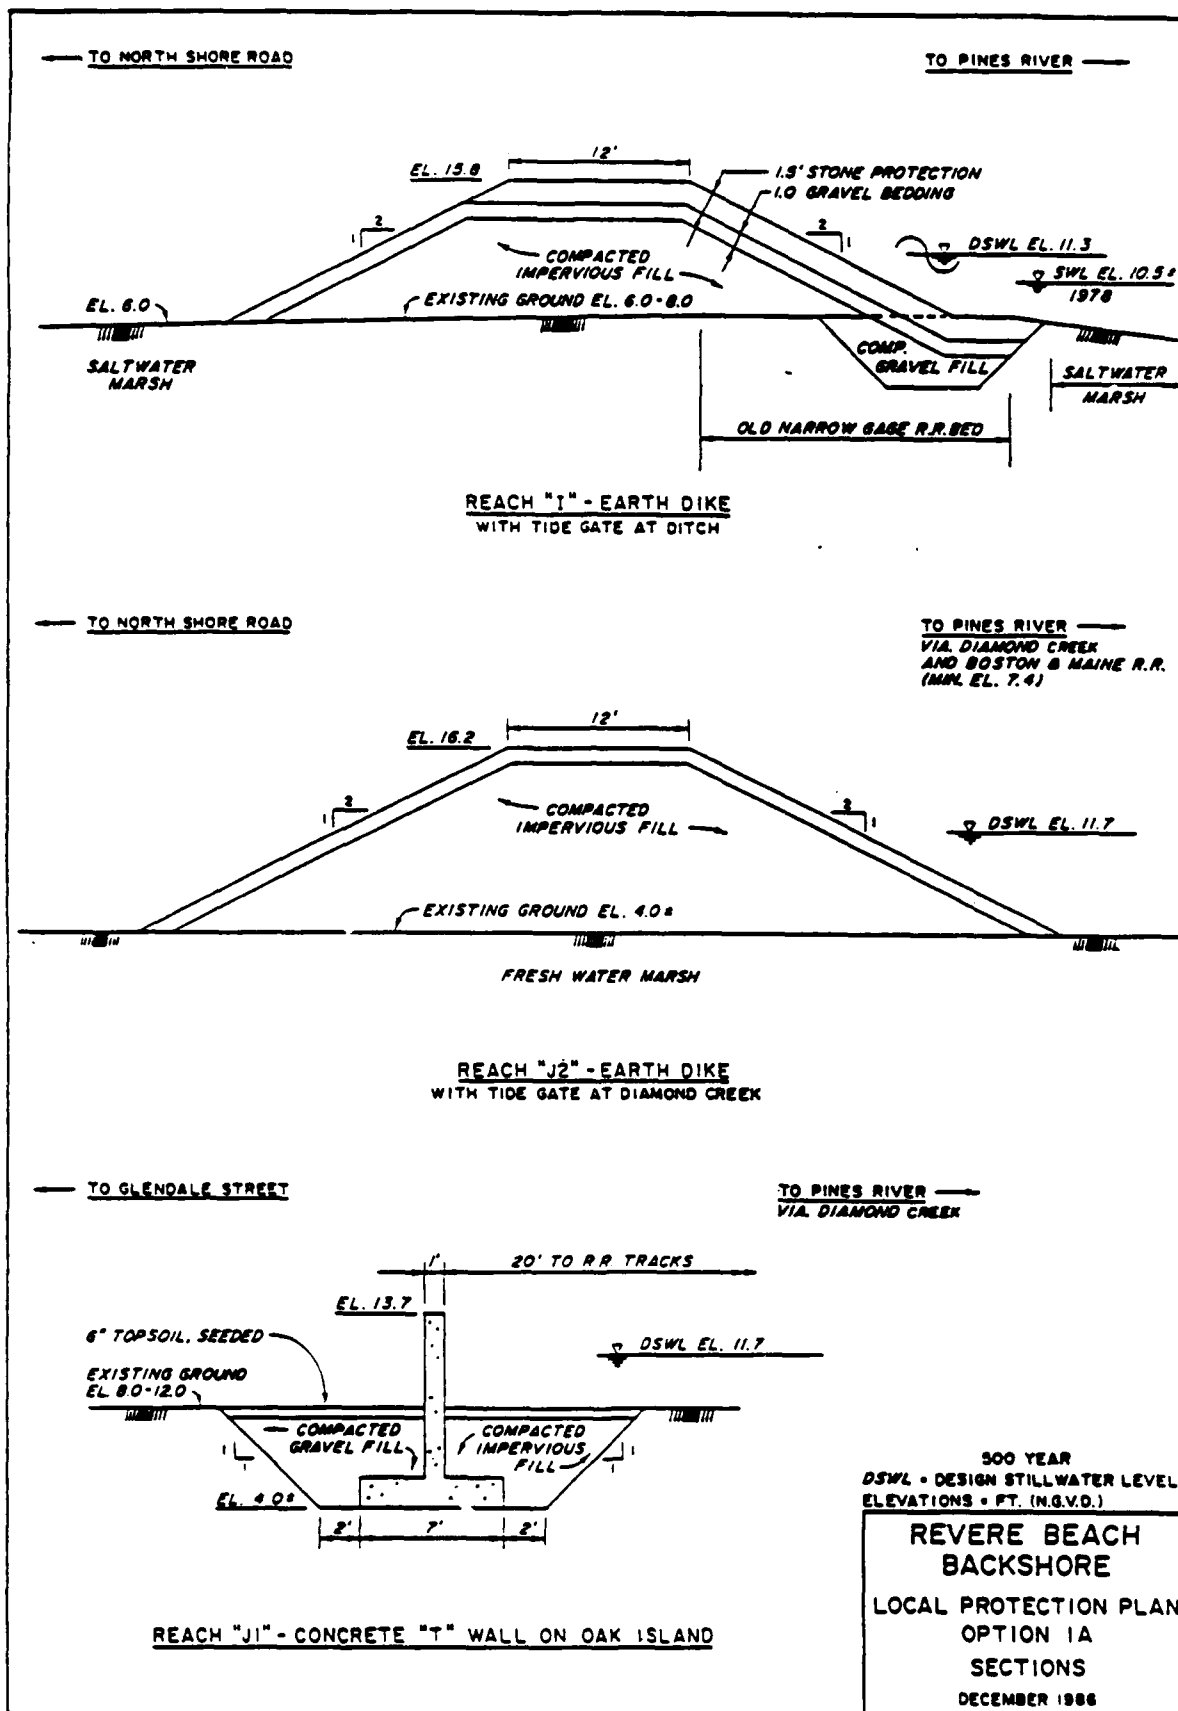 ← TO NORTH SHORE ROAD
TO PINES RIVER →
12'
EL. 15.8
1.5' STONE PROTECTION
1.0 GRAVEL BEDDING
2
1
2
1
DSWL EL. 11.3
COMPACTED
IMPERVIOUS FILL
SWL EL. 10.5±
1978
EL. 6.0
EXISTING GROUND EL. 6.0-8.0
SALTWATER
MARSH
COMP.
GRAVEL FILL
SALTWATER
MARSH
OLD NARROW GAGE R.R. BED
REACH "I" - EARTH DIKE
WITH TIDE GATE AT DITCH
← TO NORTH SHORE ROAD
TO PINES RIVER →
VIA. DIAMOND CREEK
AND BOSTON & MAINE R.R.
(MIN. EL. 7.4)
12'
EL. 16.2
2
1
2
1
COMPACTED
IMPERVIOUS FILL
DSWL EL. 11.7
EXISTING GROUND EL. 4.0±
FRESH WATER MARSH
REACH "J2" - EARTH DIKE
WITH TIDE GATE AT DIAMOND CREEK
← TO GLENDALE STREET
TO PINES RIVER →
VIA. DIAMOND CREEK
1'
20' TO R.R. TRACKS
EL. 13.7
6" TOPSOIL, SEEDED
DSWL EL. 11.7
EXISTING GROUND
EL. 8.0-12.0
COMPACTED
GRAVEL FILL
COMPACTED
IMPERVIOUS
FILL
1
1
1
1
EL. 4.0±
2'
7'
2'
REACH "J1" - CONCRETE "T" WALL ON OAK ISLAND
500 YEAR
DSWL = DESIGN STILLWATER LEVEL
ELEVATIONS = FT. (N.G.V.D.)
REVERE BEACH
BACKSHORE
LOCAL PROTECTION PLAN
OPTION 1A
SECTIONS
DECEMBER 1986